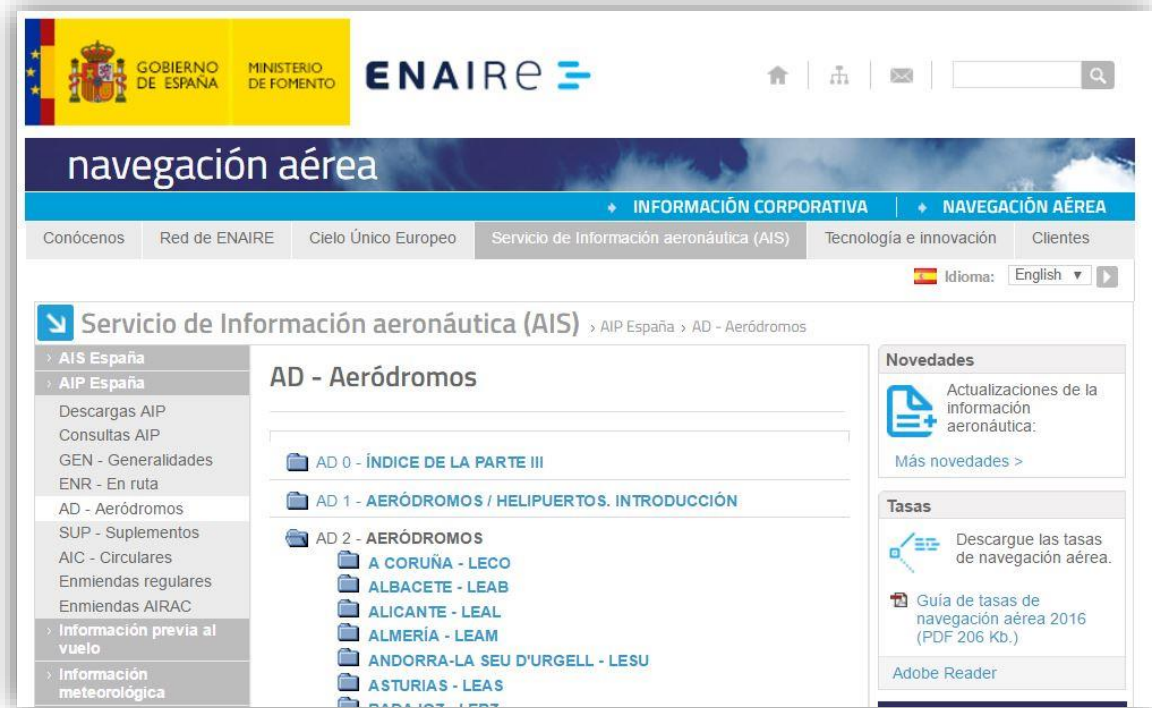 GOBIERNO
DE ESPAÑA
MINISTERIO
DE FOMENTO
ENAIRe
navegación aérea
INFORMACIÓN CORPORATIVA
NAVEGACIÓN AÉREA
Conócenos
Red de ENAIRE
Cielo Único Europeo
Servicio de Información aeronáutica (AIS)
Tecnología e innovación
Clientes
Idioma:
English
Servicio de Información aeronáutica (AIS) › AIP España › AD - Aeródromos
› AIS España
› AIP España
Descargas AIP
Consultas AIP
GEN - Generalidades
ENR - En ruta
AD - Aeródromos
SUP - Suplementos
AIC - Circulares
Enmiendas regulares
Enmiendas AIRAC
› Información previa al
vuelo
› Información
meteorológica
AD - Aeródromos
AD 0 - ÍNDICE DE LA PARTE III
AD 1 - AERÓDROMOS / HELIPUERTOS. INTRODUCCIÓN
AD 2 - AERÓDROMOS
A CORUÑA - LECO
ALBACETE - LEAB
ALICANTE - LEAL
ALMERÍA - LEAM
ANDORRA-LA SEU D'URGELL - LESU
ASTURIAS - LEAS
Novedades
Actualizaciones de la
información
aeronáutica:
Más novedades >
Tasas
Descargue las tasas
de navegación aérea.
Guía de tasas de
navegación aérea 2016
(PDF 206 Kb.)
Adobe Reader